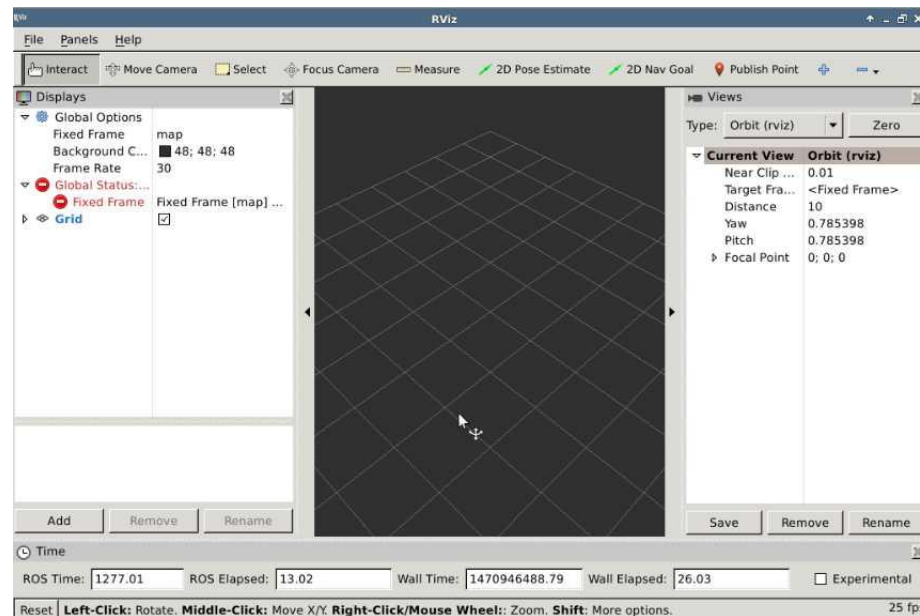 RViz
RViz
File Panels Help
Interact Move Camera Select Focus Camera Measure 2D Pose Estimate 2D Nav Goal Publish Point
Displays
Global Options
Fixed Frame map
Background C... 48; 48; 48
Frame Rate 30
Global Status:...
Fixed Frame Fixed Frame [map] ...
Grid
Add Remove Rename
Views
Type: Orbit (rviz) Zero
Current View Orbit (rviz)
Near Clip ... 0.01
Target Fra... <Fixed Frame>
Distance 10
Yaw 0.785398
Pitch 0.785398
Focal Point 0; 0; 0
Save Remove Rename
Time
ROS Time: 1277.01 ROS Elapsed: 13.02 Wall Time: 1470946488.79 Wall Elapsed: 26.03 Experimental
Reset Left-Click: Rotate. Middle-Click: Move X/Y. Right-Click/Mouse Wheel:: Zoom. Shift: More options. 25 fp